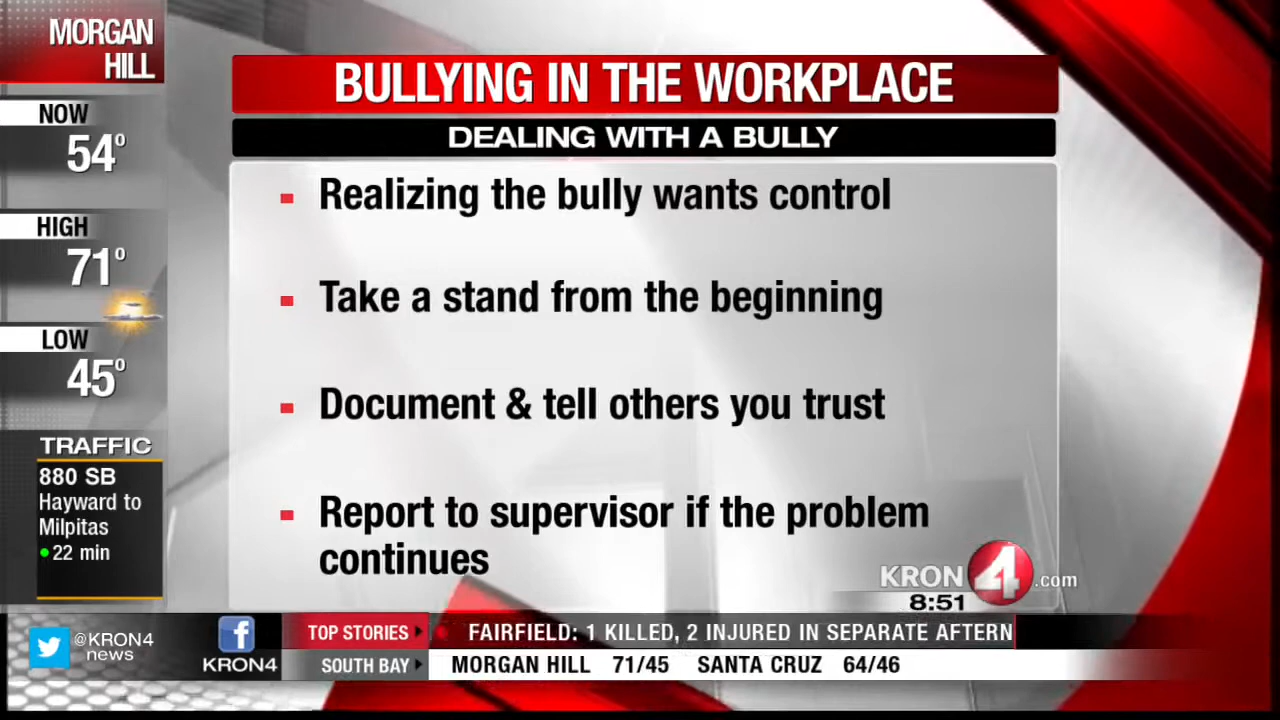 MORGAN
HILL
NOW
54°
HIGH
71°
LOW
45°
TRAFFIC
880 SB
Hayward to
Milpitas
22 min
BULLYING IN THE WORKPLACE
DEALING WITH A BULLY
Realizing the bully wants control
Take a stand from the beginning
Document & tell others you trust
Report to supervisor if the problem
continues
KRON 4 .com
8:51
@KRON4
news
f
KRON4
TOP STORIES
FAIRFIELD: 1 KILLED, 2 INJURED IN SEPARATE AFTERN
SOUTH BAY
MORGAN HILL 71/45 SANTA CRUZ 64/46